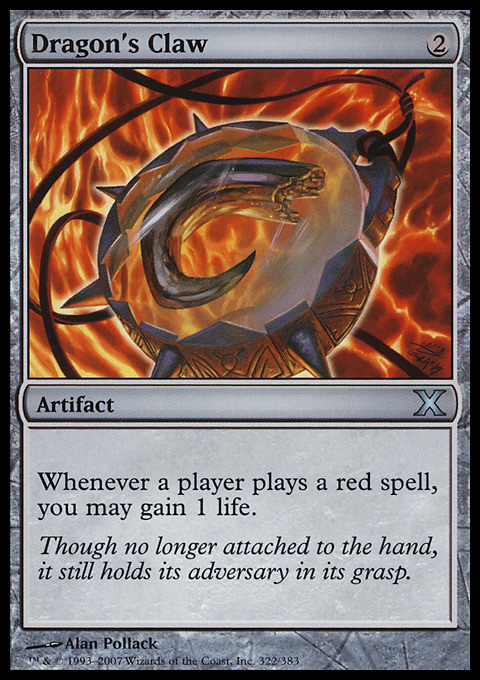 Dragon's Claw 2
Artifact X
Whenever a player plays a red spell,
you may gain 1 life.
Though no longer attached to the hand,
it still holds its adversary in its grasp.
Alan Pollack
™ & © 1993–2007 Wizards of the Coast, Inc. 322/383